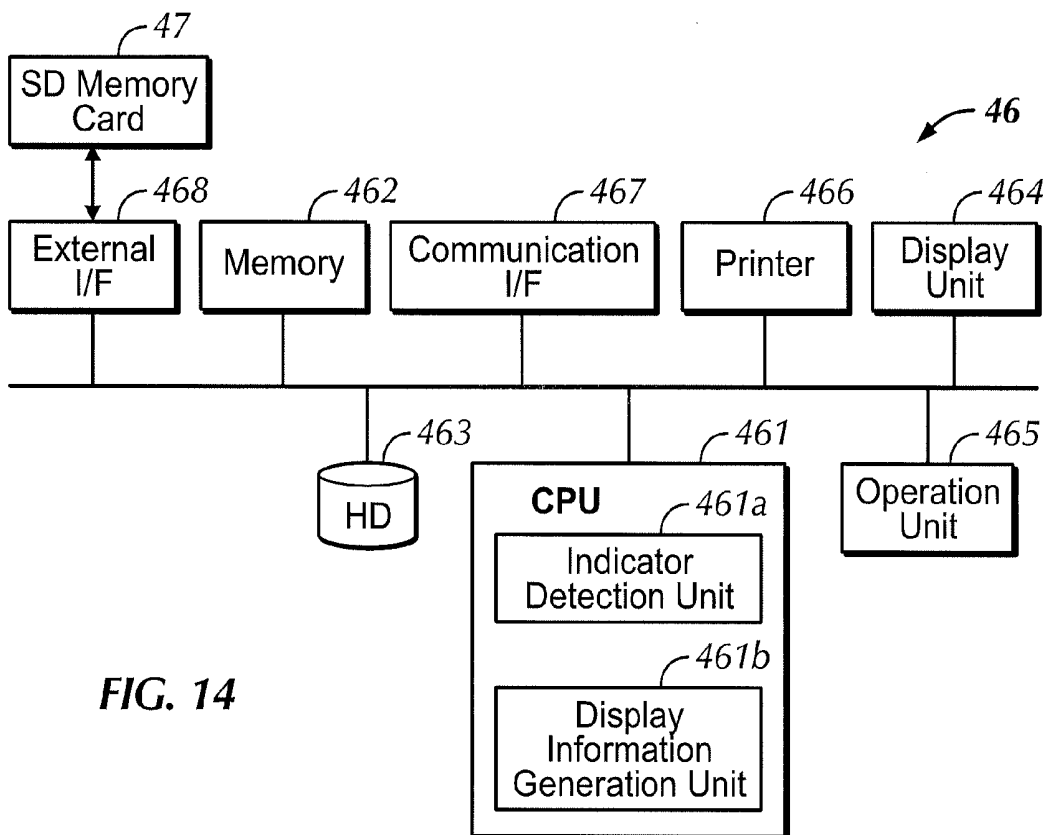 47
SD Memory
Card
46
468
462
467
466
464
External
I/F
Memory
Communication
I/F
Printer
Display
Unit
463
461
465
HD
CPU
Operation
Unit
461a
Indicator
Detection Unit
461b
Display
Information
Generation Unit
FIG. 14